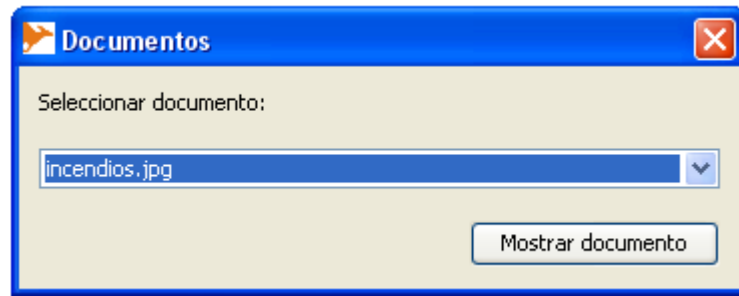 Documentos
Seleccionar documento:
incendios.jpg
Mostrar documento